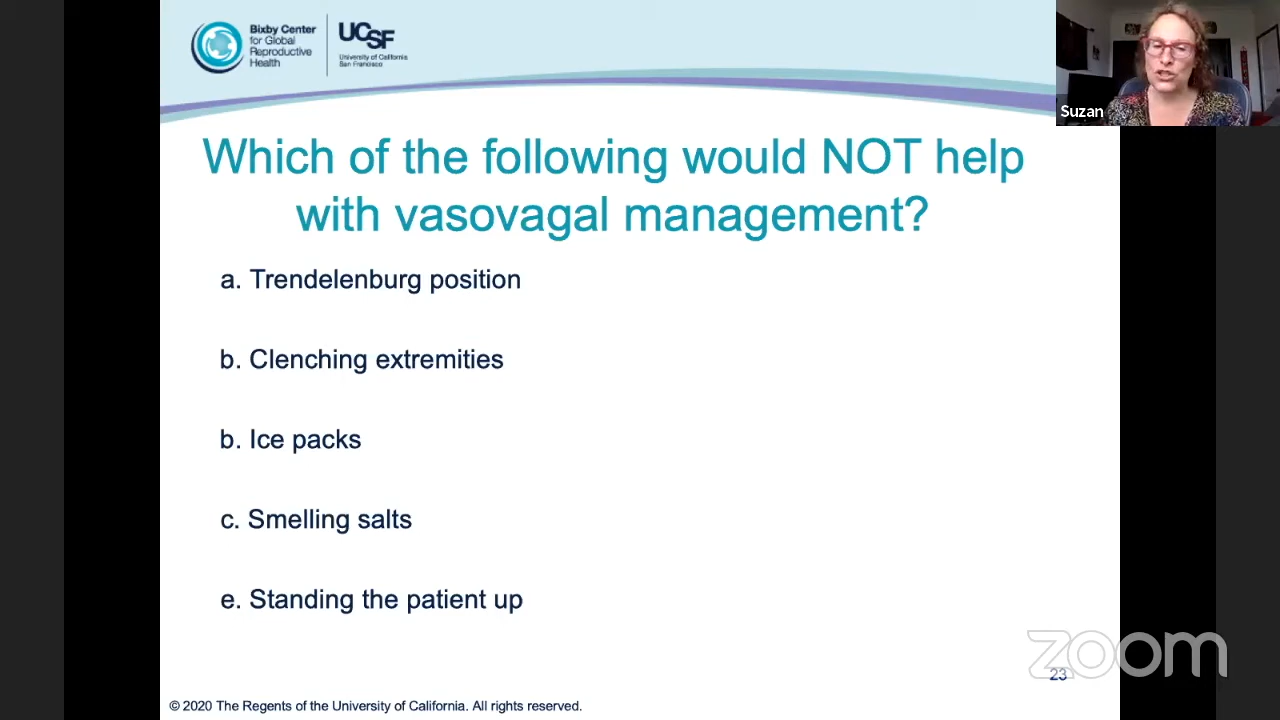 Bixby Center
for Global
Reproductive
Health
UCSF
University of California
San Francisco
Suzan
Which of the following would NOT help
with vasovagal management?
a. Trendelenburg position
b. Clenching extremities
b. Ice packs
c. Smelling salts
e. Standing the patient up
zoom
23
© 2020 The Regents of the University of California. All rights reserved.